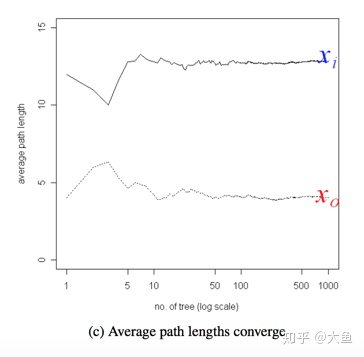 15
10
5
0
average path length
x_i
x_o
1 5 10 50 100 500 1000
no. of tree (log scale)
(c) Average path lengths converge
知乎 @大鱼